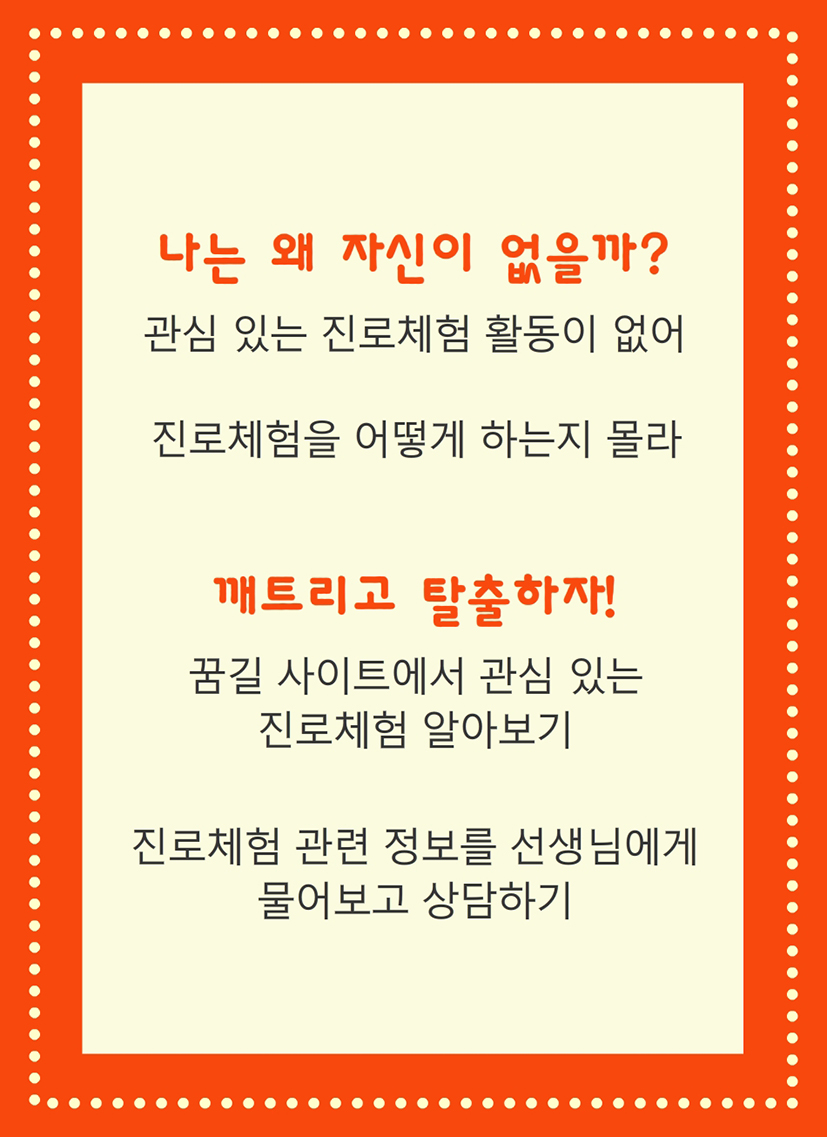 나는 왜 자신이 없을까?
관심 있는 진로체험 활동이 없어
진로체험을 어떻게 하는지 몰라
깨트리고 탈출하자!
꿈길 사이트에서 관심 있는
진로체험 알아보기
진로체험 관련 정보를 선생님에게
물어보고 상담하기